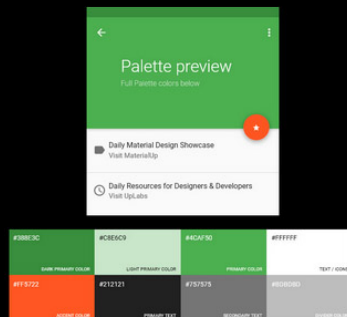 Palette preview
Full Palette colors below
Daily Material Design Showcase
Visit MaterialUp
Daily Resources for Designers & Developers
Visit UpLabs
#388E3C
#C8E6C9
#4CAF50
#FFFFFF
DARK PRIMARY COLOR
LIGHT PRIMARY COLOR
PRIMARY COLOR
TEXT / ICONS
#FF5722
#212121
#757575
#BDBDBD
ACCENT COLOR
PRIMARY TEXT
SECONDARY TEXT
DIVIDER COLOR